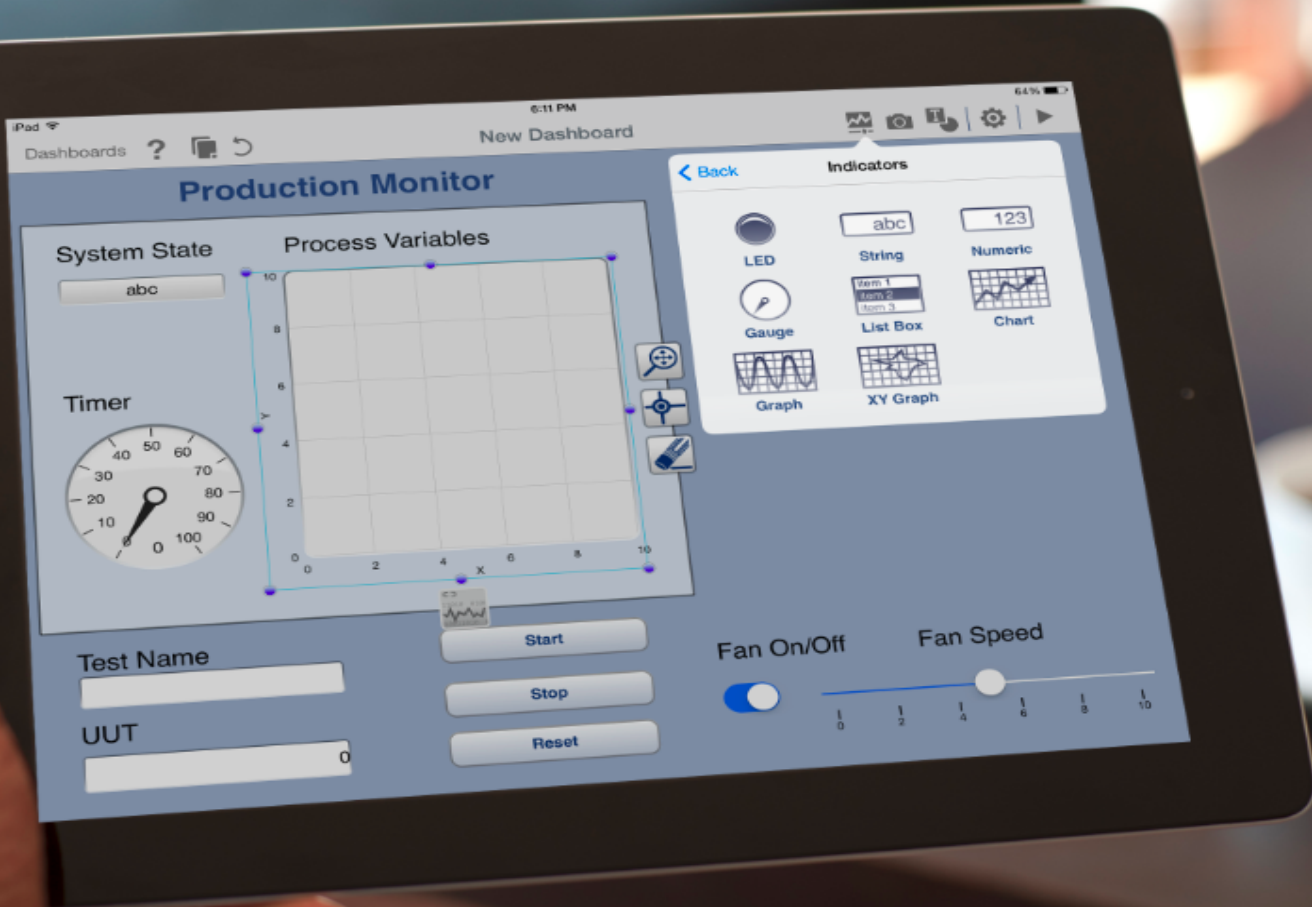 iPad
6:11 PM
64%
Dashboards ?
New Dashboard
T
Production Monitor
Back
Indicators
System State
abc
Process Variables
10
8
6
4
2
0
Y
0 2 4 6 8 10
X
LED
abc
String
123
Numeric
Gauge
Item 1
Item 2
Item 3
List Box
Chart
Graph
XY Graph
Timer
0 10 20 30 40 50 60 70 80 90 100
0
Test Name
UUT
0
Start
Stop
Reset
Fan On/Off
Fan Speed
0 2 4 6 8 10